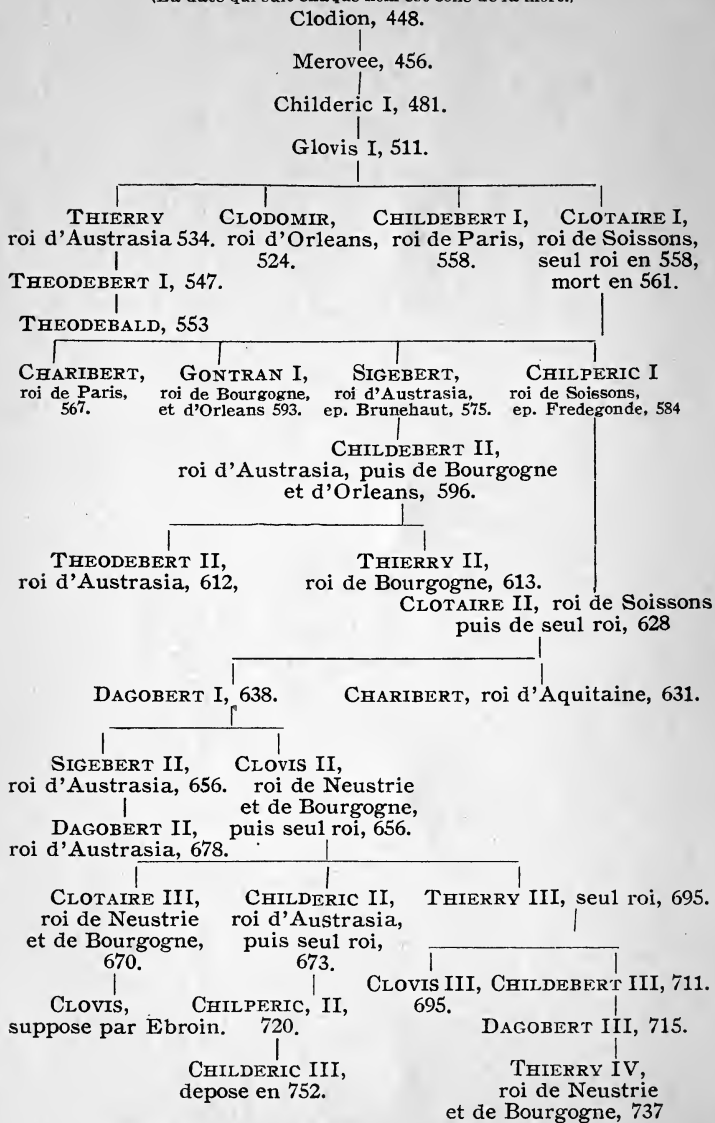 Clodion, 448.
Merovee, 456.
Childeric I, 481.
Glovis I, 511.
THIERRY
roi d'Austrasia 534.
CLODOMIR,
roi d'Orleans,
524.
CHILDEBERT I,
roi de Paris,
558.
CLOTAIRE I,
roi de Soissons,
seul roi en 558,
mort en 561.
THEODEBERT I, 547.
THEODEBALD, 553
CHARIBERT,
roi de Paris,
567.
GONTRAN I,
roi de Bourgogne,
et d'Orleans 593.
SIGEBERT,
roi d'Austrasia,
ep. Brunehaut, 575.
CHILPERIC I
roi de Soissons,
ep. Fredegonde, 584
CHILDEBERT II,
roi d'Austrasia, puis de Bourgogne
et d'Orleans, 596.
THEODEBERT II,
roi d'Austrasia, 612,
THIERRY II,
roi de Bourgogne, 613.
CLOTAIRE II, roi de Soissons
puis de seul roi, 628
DAGOBERT I, 638.
CHARIBERT, roi d'Aquitaine, 631.
SIGEBERT II,
roi d'Austrasia, 656.
CLOVIS II,
roi de Neustrie
et de Bourgogne,
puis seul roi, 656.
DAGOBERT II,
roi d'Austrasia, 678.
CLOTAIRE III,
roi de Neustrie
et de Bourgogne,
670.
CHILDERIC II,
roi d'Austrasia,
puis seul roi,
673.
THIERRY III, seul roi, 695.
CLOVIS III,
695.
CHILDEBERT III, 711.
CLOVIS,
suppose par Ebroin.
CHILPERIC, II,
720.
DAGOBERT III, 715.
CHILDERIC III,
depose en 752.
THIERRY IV,
roi de Neustrie
et de Bourgogne, 737